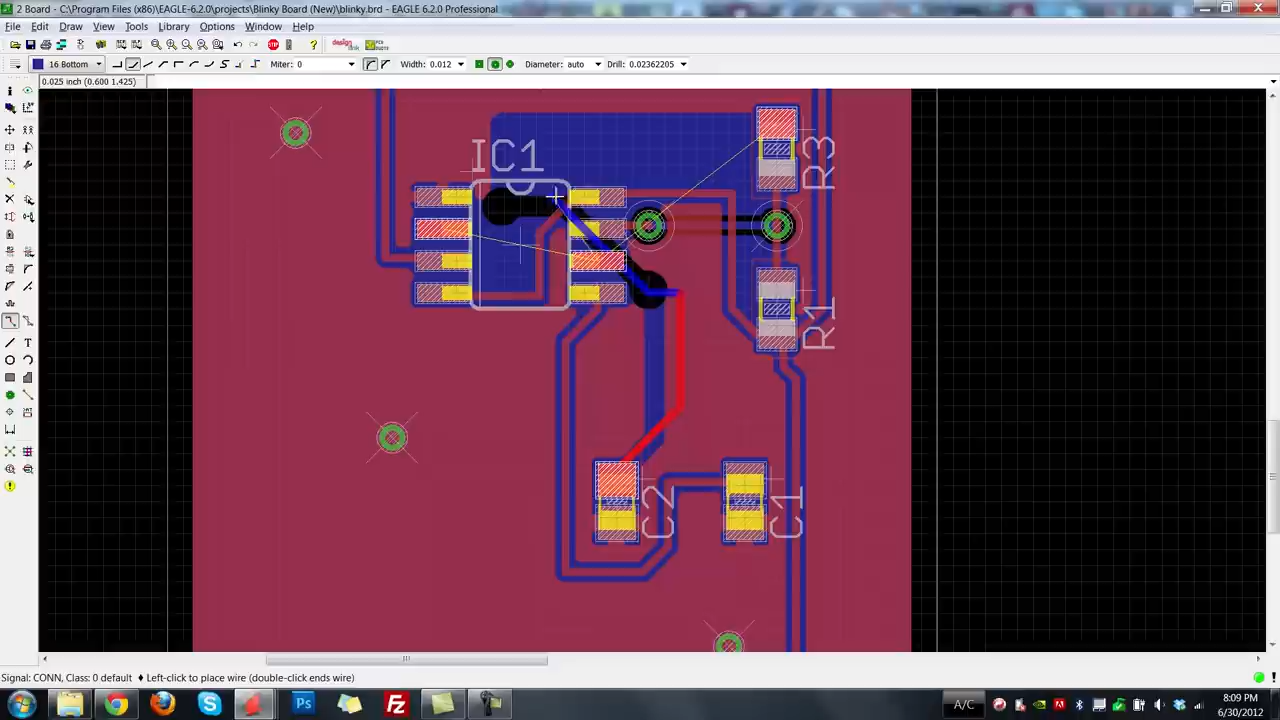 2 Board - C:\Program Files (x86)\EAGLE-6.2.0\projects\Blinky Board (New)\blinky.brd - EAGLE 6.2.0 Professional
File Edit Draw View Tools Library Options Window Help
16 Bottom Miter: 0 Width: 0.012 Diameter: auto Drill: 0.02362205
0.025 inch (0.600 1.425)
IC1
R3
R1
C2
C1
Signal: CONN, Class: 0 default ♦ Left-click to place wire (double-click ends wire)
A/C
8:09 PM
6/30/2012